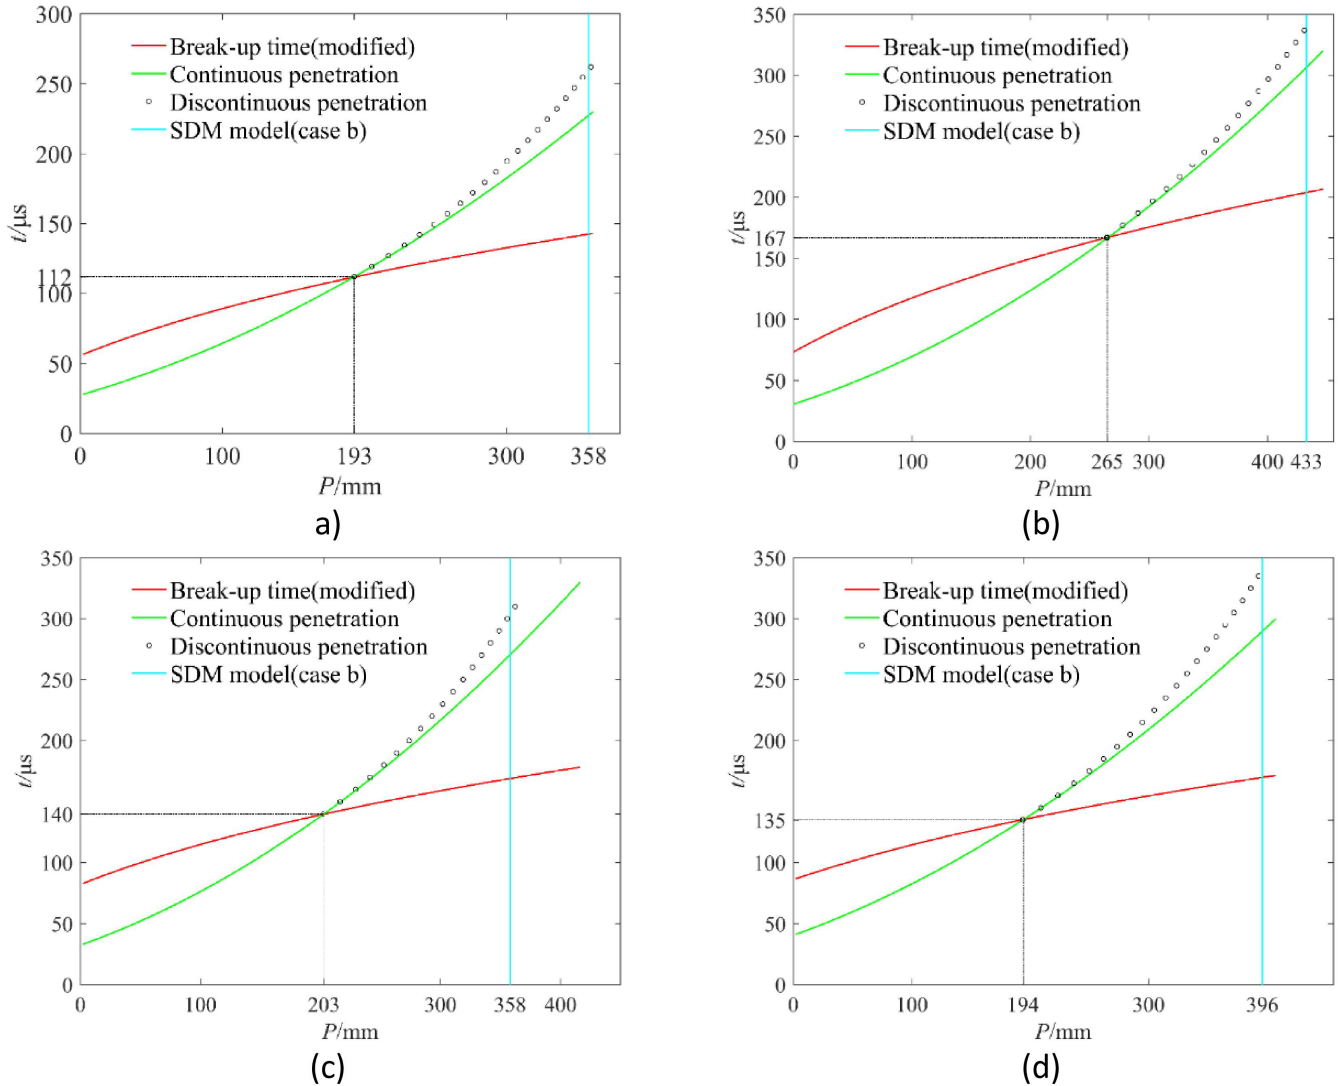 300
250
200
150
112
100
50
0
t/μs
Break-up time(modified)
Continuous penetration
Discontinuous penetration
SDM model(case b)
0 100 193 300 358
P/mm
a)
350
300
250
200
167
150
100
50
0
t/μs
Break-up time(modified)
Continuous penetration
Discontinuous penetration
SDM model(case b)
0 100 200 265 300 400 433
P/mm
(b)
350
300
250
200
140
100
50
0
t/μs
Break-up time(modified)
Continuous penetration
Discontinuous penetration
SDM model(case b)
0 100 203 300 358 400
P/mm
(c)
350
300
250
200
135
100
50
0
t/μs
Break-up time(modified)
Continuous penetration
Discontinuous penetration
SDM model(case b)
0 100 194 300 396
P/mm
(d)